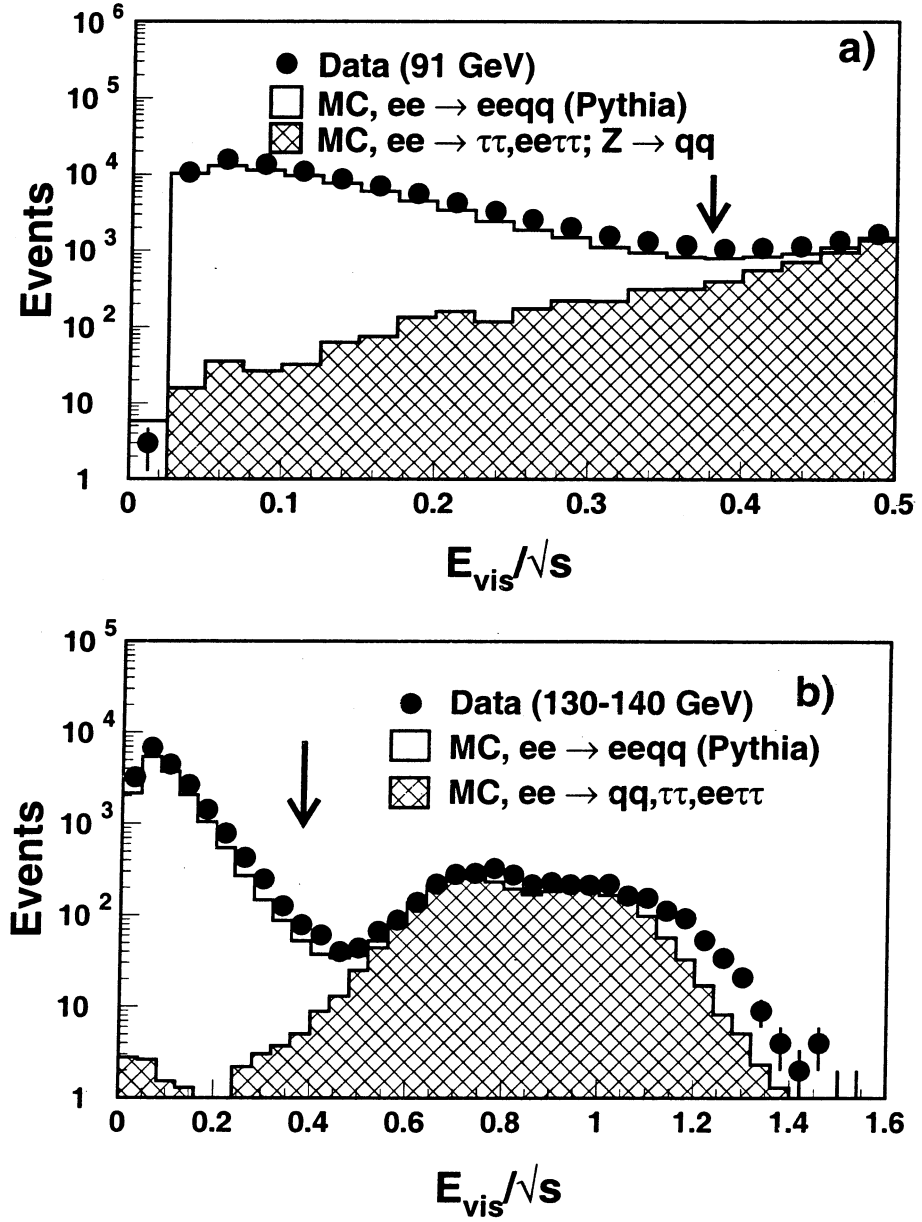 a)
Data (91 GeV)
MC, ee → eeqq (Pythia)
MC, ee → ττ,eeττ; Z → qq
10^6
10^5
10^4
10^3
10^2
10
1
Events
0 0.1 0.2 0.3 0.4 0.5
E_vis/√s
b)
Data (130-140 GeV)
MC, ee → eeqq (Pythia)
MC, ee → qq,ττ,eeττ
10^5
10^4
10^3
10^2
10
1
Events
0 0.2 0.4 0.6 0.8 1 1.2 1.4 1.6
E_vis/√s